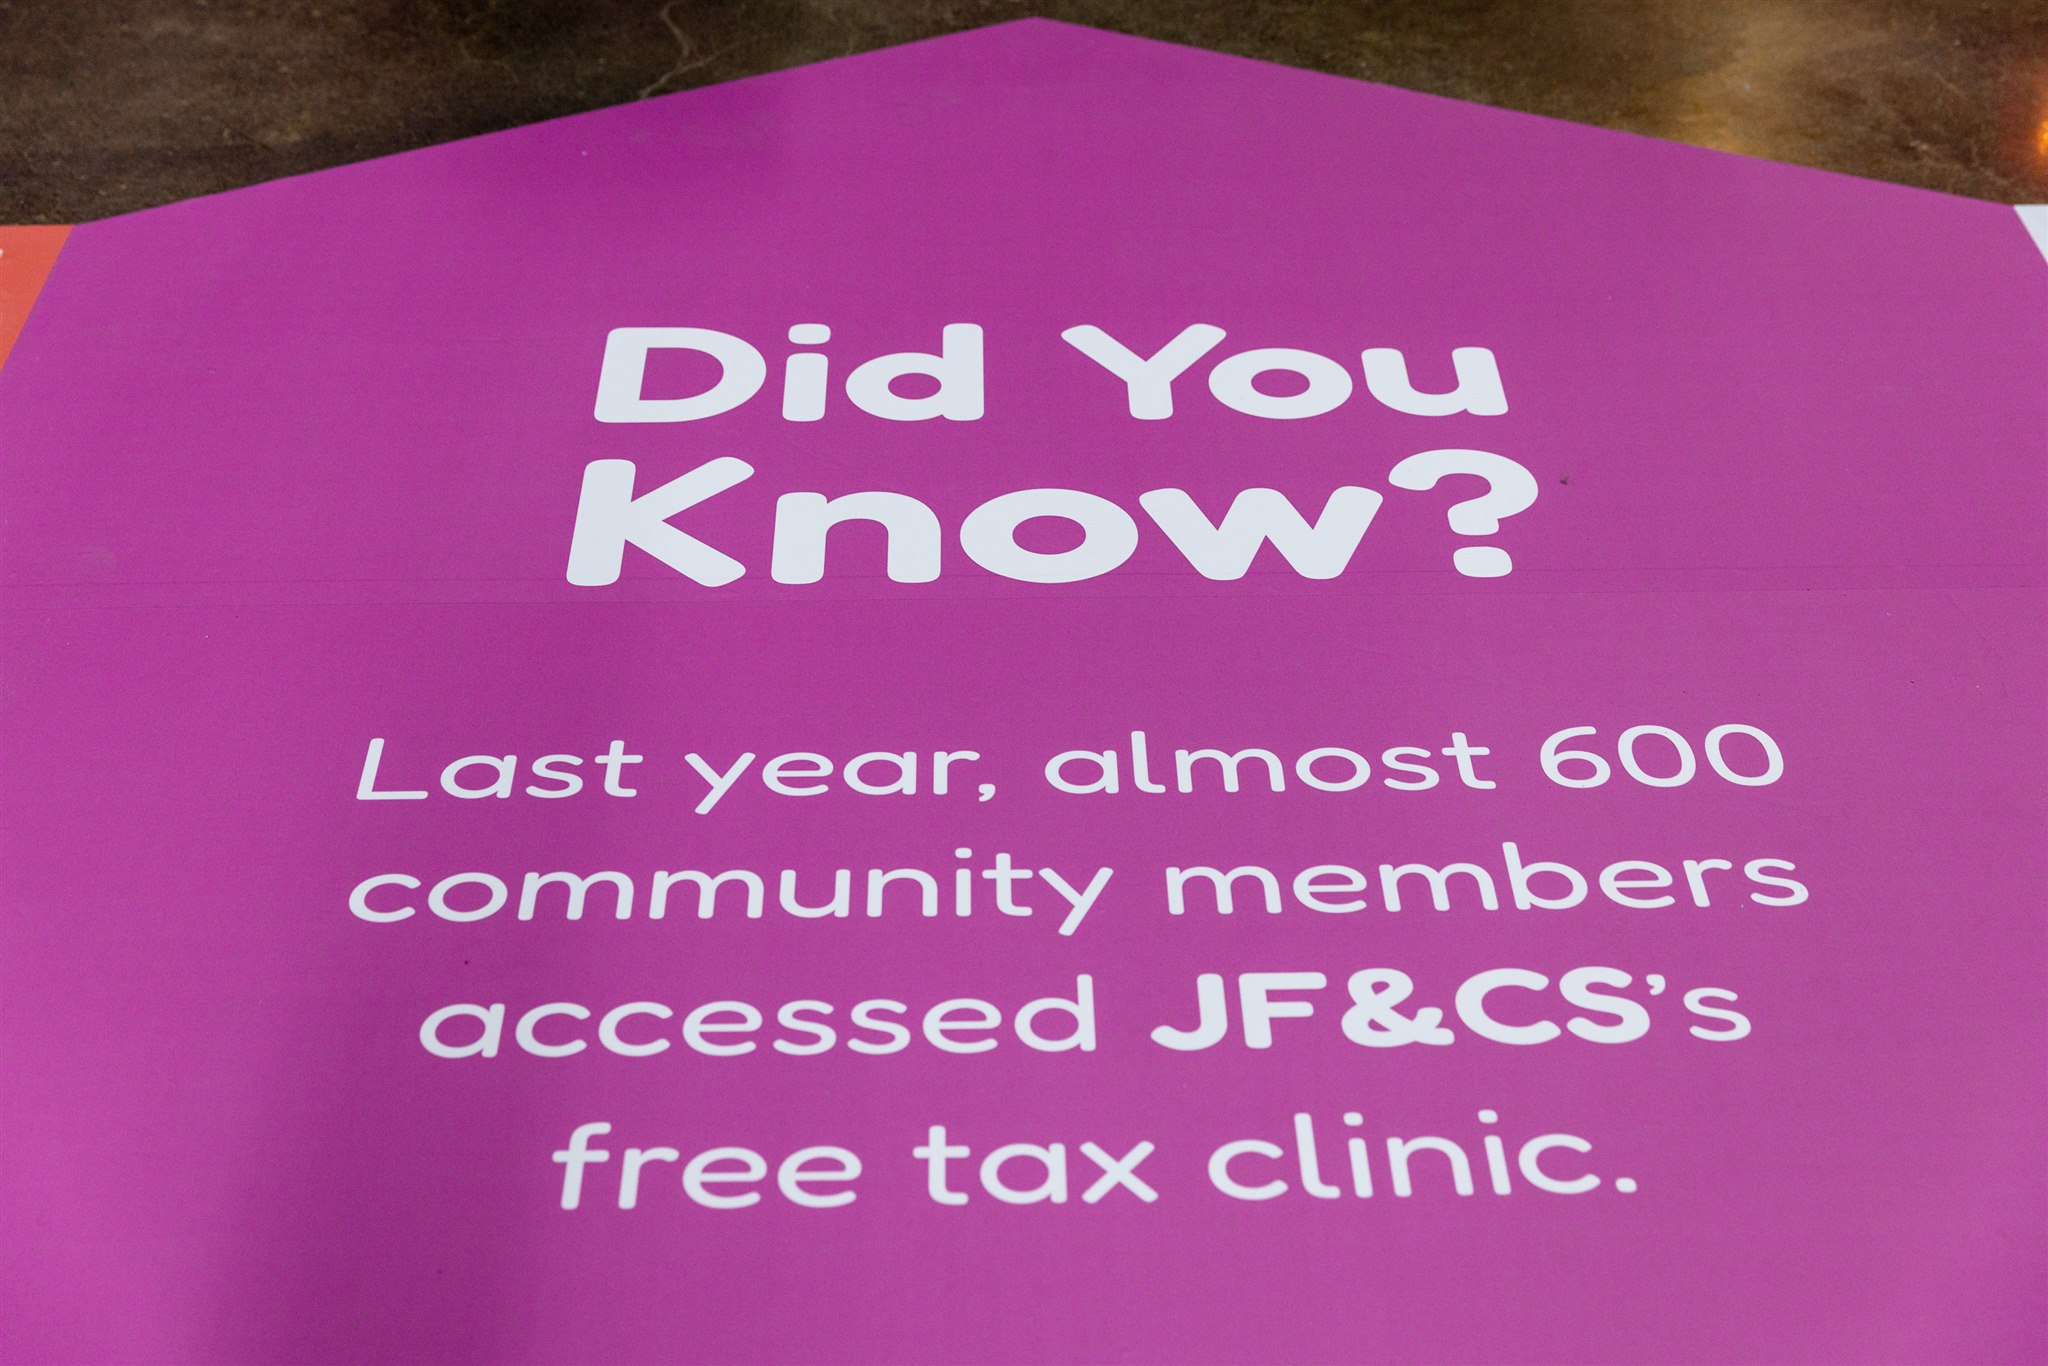 Did You
Know?
Last year, almost 600
community members
accessed JF&CS’s
free tax clinic.